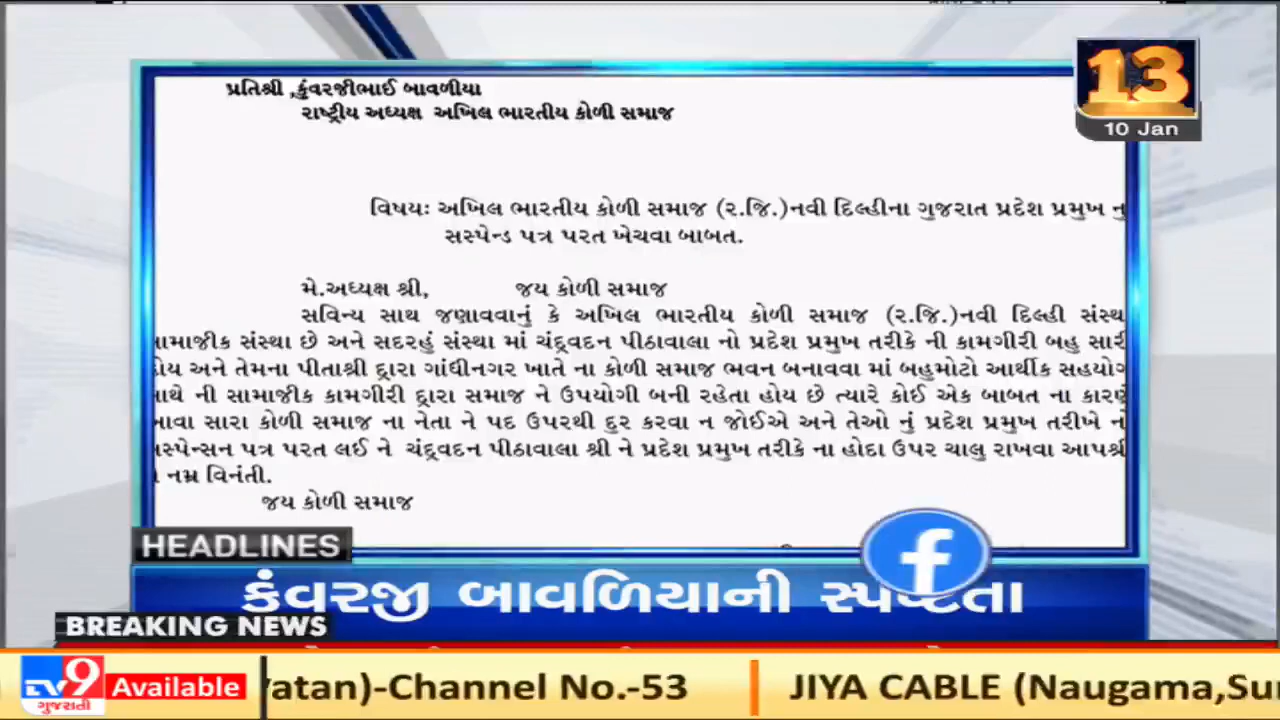 પ્રતિશ્રી ,કુંવરજીભાઈ બાવળીયા
રાષ્ટ્રીય અધ્યક્ષ અખિલ ભારતીય કોળી સમાજ
13
10 Jan
વિષયઃ અખિલ ભારતીય કોળી સમાજ (ર.જિ.)નવી દિલ્હીના ગુજરાત પ્રદેશ પ્રમુખ નુ
સસ્પેન્ડ પત્ર પરત ખેચવા બાબત.
મે.અધ્યક્ષ શ્રી, જય કોળી સમાજ
સવિન્ય સાથ જણાવવાનું કે અખિલ ભારતીય કોળી સમાજ (ર.જિ.)નવી દિલ્હી
સંસ્થા છે અને સદરહું સંસ્થા માં ચંદ્રવદન પીઠાવાલા નો પ્રદેશ પ્રમુખ તરીકે ની કામગીરી બહુ સારી
અને તેમના પીતાશ્રી દ્રારા ગાંધીનગર ખાતે ના કોળી સમાજ ભવન બનાવવા માં બહુમોટો આર્થીક સહયોગ
ની સામાજીક કામગીરી દ્રારા સમાજ ને ઉપયોગી બની રહેતા હોય છે ત્યારે કોઈ એક બાબત ના કારણે
સારા કોળી સમાજ ના નેતા ને પદ ઉપરથી દુર કરવા ન જોઈએ અને તેઓ નું પ્રદેશ પ્રમુખ તરીખે નો
પત્ર પરત લઈ ને ચંદ્રવદન પીઠાવાલા શ્રી ને પ્રદેશ પ્રમુખ તરીકે ના હોદા ઉપર ચાલુ રાખવા આપશ્રી
નમ્ર વિનંતી.
જય કોળી સમાજ
HEADLINES
કુંવરજી બાવળિયાની સ્પષ્ટતા
BREAKING NEWS
TV9 ગુજરાતી Available
Vatan)-Channel No.-53 JIYA CABLE (Naugama,Sur